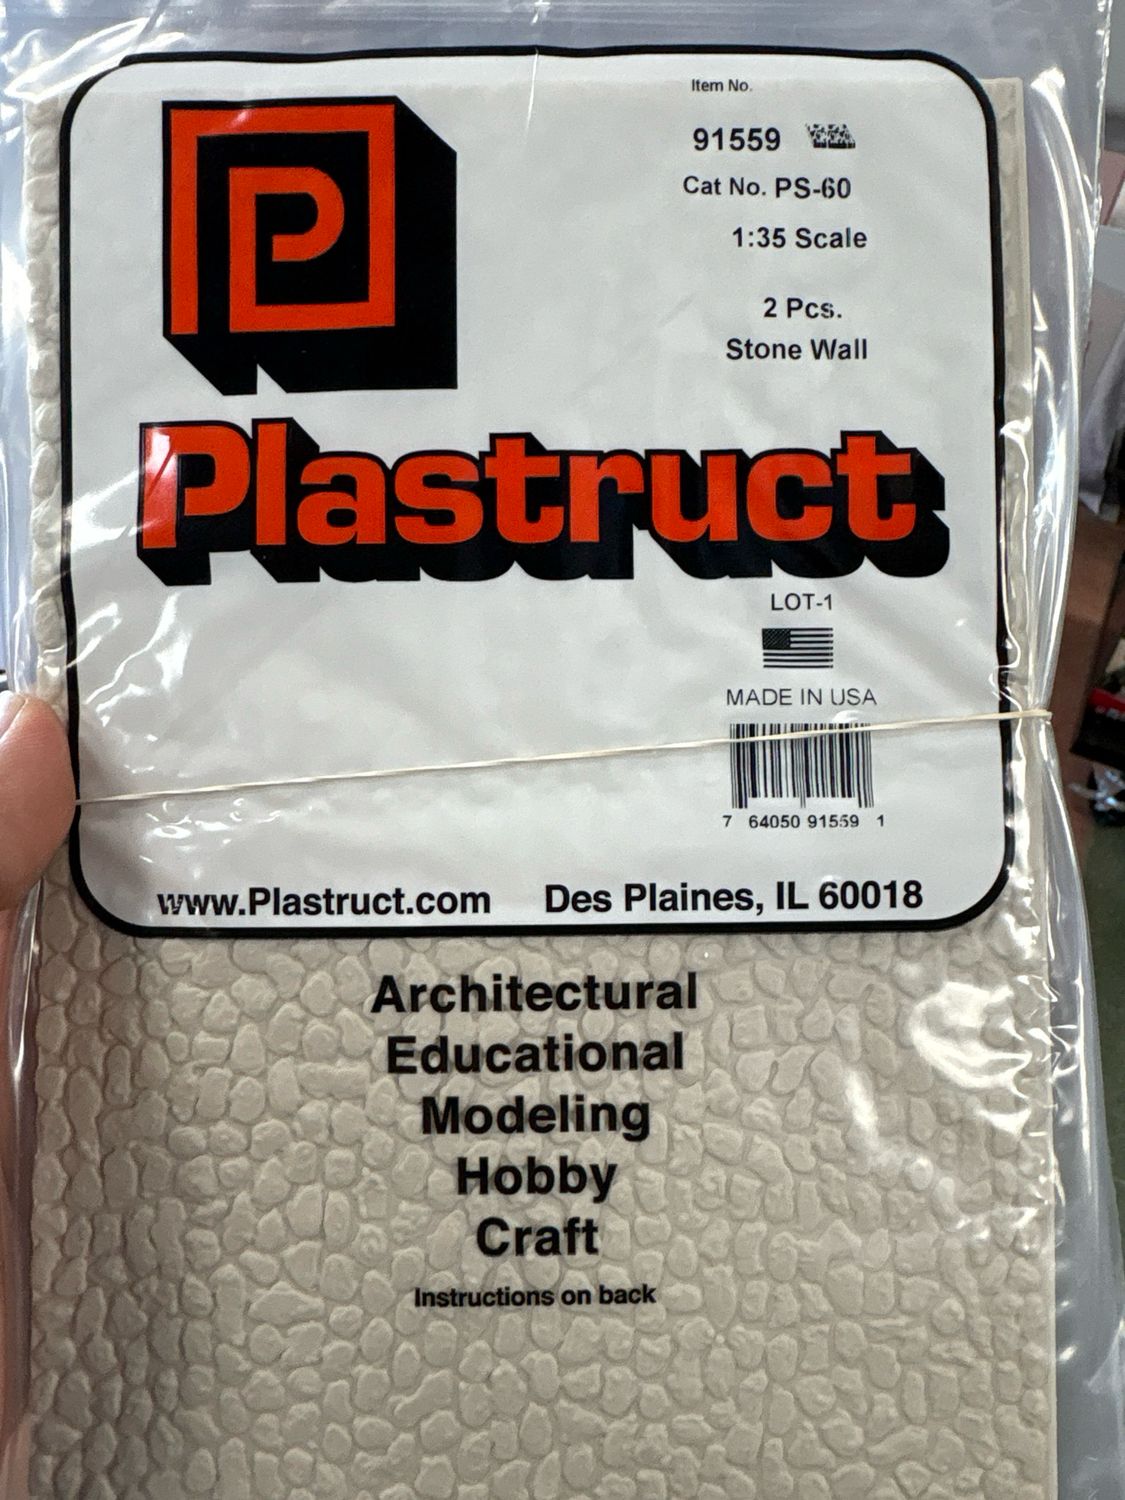 Item No.
91559
Cat No. PS-60
1:35 Scale
2 Pcs.
Stone Wall
P
Plastruct
LOT-1
MADE IN USA
7 64050 91559 1
www.Plastruct.com Des Plaines, IL 60018
Architectural
Educational
Modeling
Hobby
Craft
Instructions on back